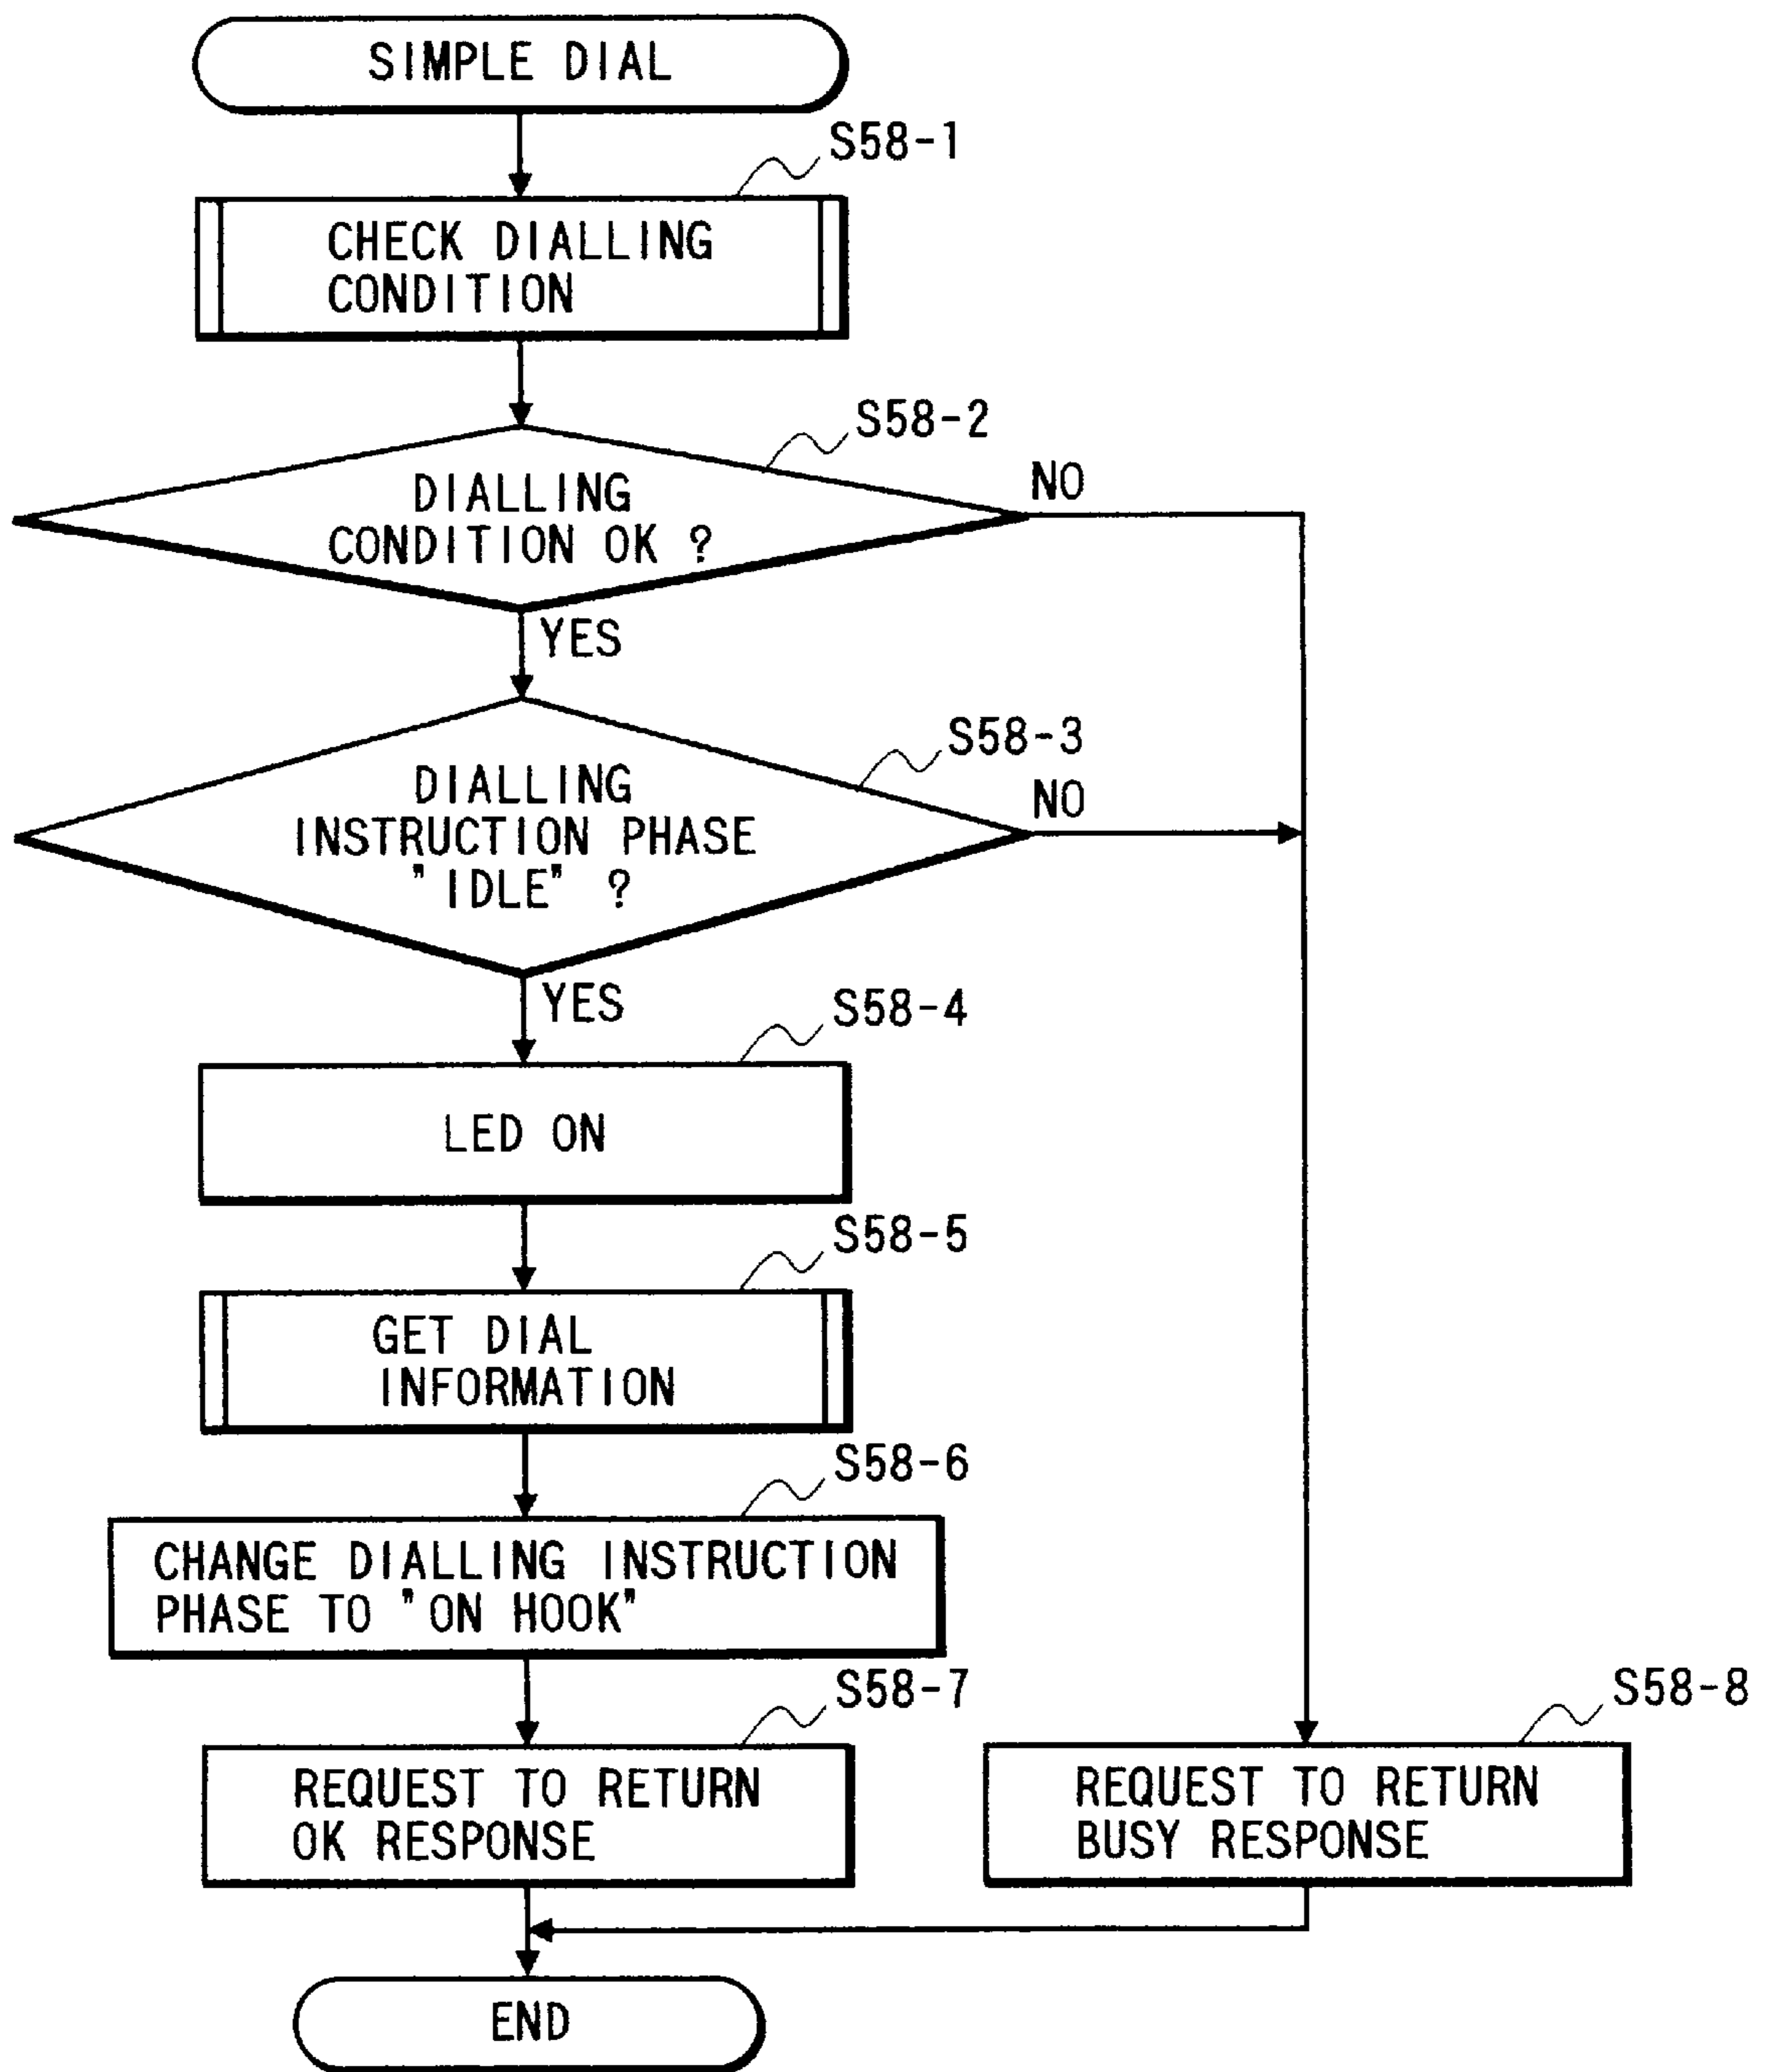 SIMPLE DIAL
S58-1
CHECK DIALLING
CONDITION
S58-2
DIALLING
CONDITION OK ?
NO
YES
S58-3
DIALLING
INSTRUCTION PHASE
"IDLE" ?
NO
YES
S58-4
LED ON
S58-5
GET DIAL
INFORMATION
S58-6
CHANGE DIALLING INSTRUCTION
PHASE TO "ON HOOK"
S58-7
REQUEST TO RETURN
OK RESPONSE
S58-8
REQUEST TO RETURN
BUSY RESPONSE
END